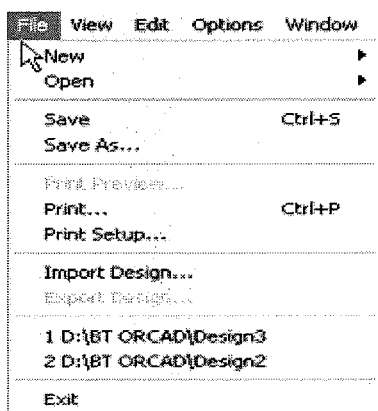 File View Edit Options Window
New
Open
Save Ctrl+S
Save As...
Print Preview...
Print... Ctrl+P
Print Setup...
Import Design...
Export Design...
1 D:\BT ORCAD\Design3
2 D:\BT ORCAD\Design2
Exit